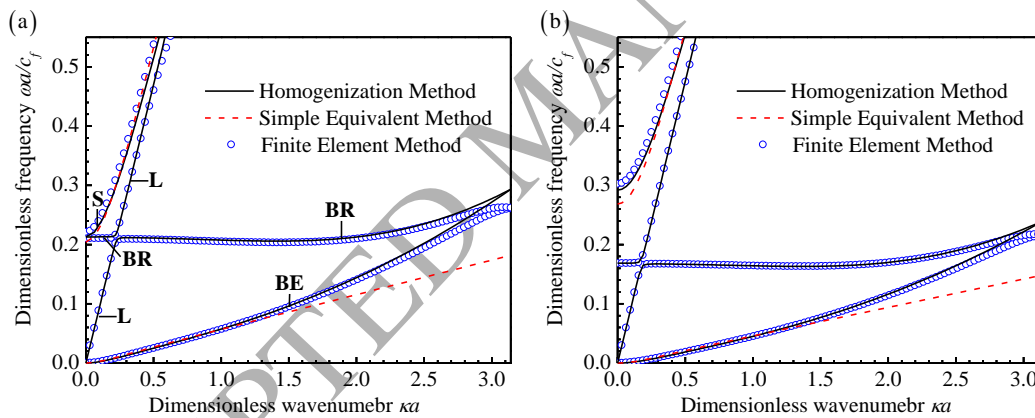 (a)
(b)
Dimensionless frequency ωa/c_f
0.5
0.4
0.3
0.2
0.1
0.0
Homogenization Method
Simple Equivalent Method
Finite Element Method
S
L
BR
BR
BE
L
0.0 0.5 1.0 1.5 2.0 2.5 3.0
Dimensionless wavenumebr κa
Dimensionless frequency ωa/c_f
0.5
0.4
0.3
0.2
0.1
0.0
Homogenization Method
Simple Equivalent Method
Finite Element Method
0.0 0.5 1.0 1.5 2.0 2.5 3.0
Dimensionless wavenumebr κa
PTED MA